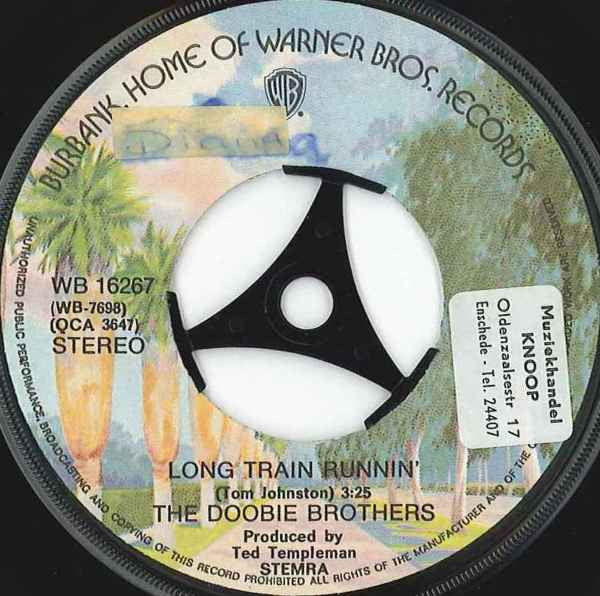 "BURBANK, HOME OF WARNER BROS. RECORDS
WB
WB 16267
(WB-7698)
(QCA 3647)
STEREO
Muziekhandel
KNOOP
Oldenzaalsestr 17
Enschede - Tel. 24407
LONG TRAIN RUNNIN'
(Tom Johnston) 3:25
THE DOOBIE BROTHERS
Produced by
Ted Templeman
STEMRA
UNAUTHORIZED PUBLIC PERFORMANCE, BROADCASTING AND COPYING OF THIS RECORD PROHIBITED ALL RIGHTS OF THE MANUFACTURER AND OF THE